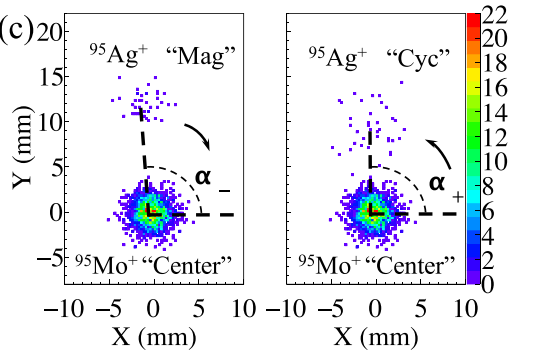 (c)
⁹⁵Ag⁺ “Mag”
⁹⁵Ag⁺ “Cyc”
α −
α +
⁹⁵Mo⁺ “Center”
⁹⁵Mo⁺ “Center”
Y (mm)
20
15
10
5
0
−5
−10 −5 0 5 10
−10 −5 0 5 10
X (mm)
X (mm)
22
20
18
16
14
12
10
8
6
4
2
0